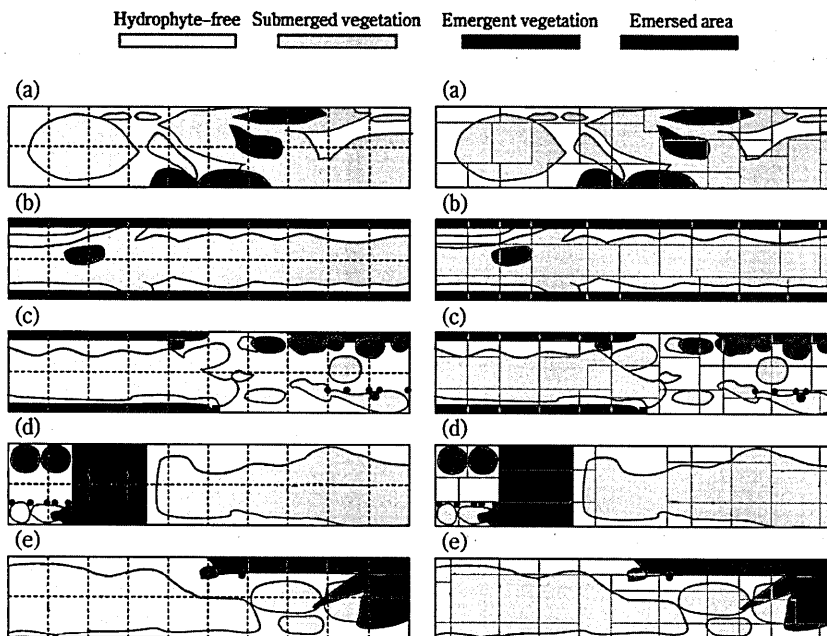 Hydrophyte–free Submerged vegetation Emergent vegetation Emersed area
(a) (a)
(b) (b)
(c) (c)
(d) (d)
(e) (e)